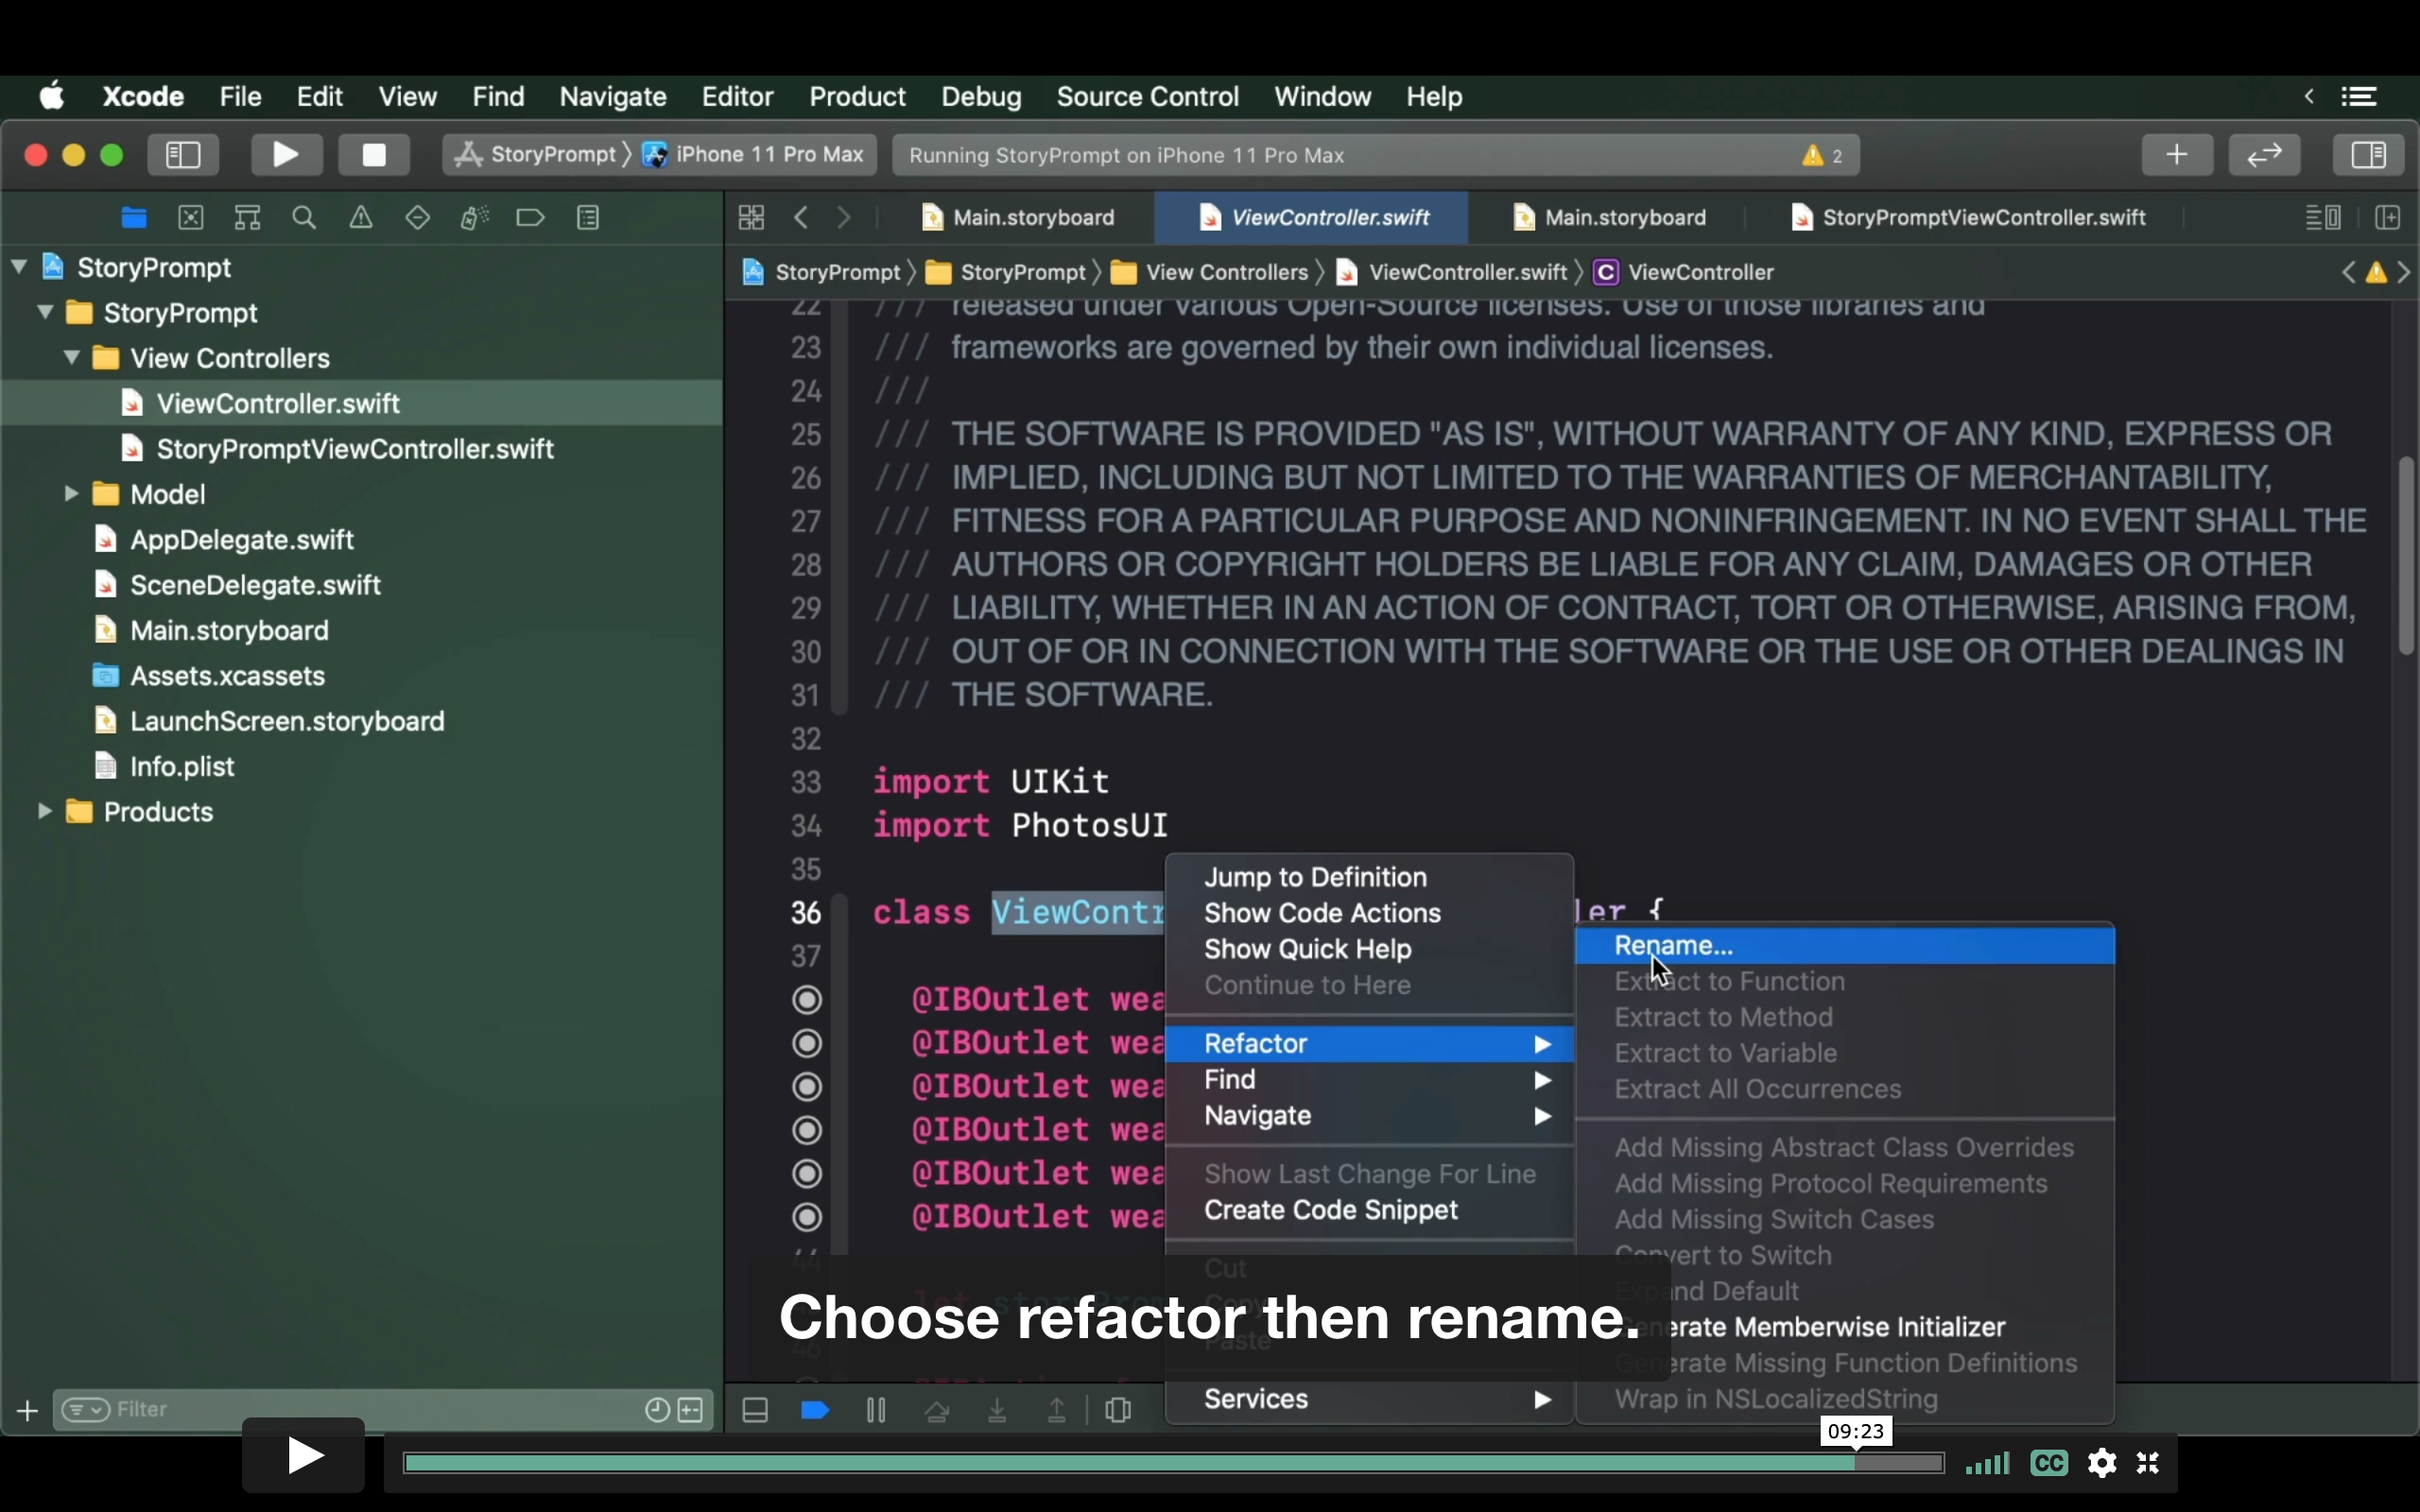 Xcode File Edit View Find Navigate Editor Product Debug Source Control Window Help
StoryPrompt iPhone 11 Pro Max
Running StoryPrompt on iPhone 11 Pro Max 2
Main.storyboard
ViewController.swift
Main.storyboard
StoryPromptViewController.swift
StoryPrompt
StoryPrompt
View Controllers
ViewController.swift
StoryPromptViewController.swift
Model
AppDelegate.swift
SceneDelegate.swift
Main.storyboard
Assets.xcassets
LaunchScreen.storyboard
Info.plist
Products
Filter
StoryPrompt StoryPrompt View Controllers ViewController.swift C ViewController
22 /// released under various Open-Source licenses. Use of those libraries and
23 /// frameworks are governed by their own individual licenses.
24 ///
25 /// THE SOFTWARE IS PROVIDED "AS IS", WITHOUT WARRANTY OF ANY KIND, EXPRESS OR
26 /// IMPLIED, INCLUDING BUT NOT LIMITED TO THE WARRANTIES OF MERCHANTABILITY,
27 /// FITNESS FOR A PARTICULAR PURPOSE AND NONINFRINGEMENT. IN NO EVENT SHALL THE
28 /// AUTHORS OR COPYRIGHT HOLDERS BE LIABLE FOR ANY CLAIM, DAMAGES OR OTHER
29 /// LIABILITY, WHETHER IN AN ACTION OF CONTRACT, TORT OR OTHERWISE, ARISING FROM,
30 /// OUT OF OR IN CONNECTION WITH THE SOFTWARE OR THE USE OR OTHER DEALINGS IN
31 /// THE SOFTWARE.
32
33 import UIKit
34 import PhotosUI
35
36 class ViewContr ler {
37
@IBOutlet wea
@IBOutlet wea
@IBOutlet wea
@IBOutlet wea
@IBOutlet wea
@IBOutlet wea
44
Jump to Definition
Show Code Actions
Show Quick Help
Continue to Here
Refactor
Find
Navigate
Show Last Change For Line
Create Code Snippet
Cut
Copy
Paste
Services
Rename...
Extract to Function
Extract to Method
Extract to Variable
Extract All Occurrences
Add Missing Abstract Class Overrides
Add Missing Protocol Requirements
Add Missing Switch Cases
Convert to Switch
Expand Default
Generate Memberwise Initializer
Generate Missing Function Definitions
Wrap in NSLocalizedString
Choose refactor then rename.
09:23
CC